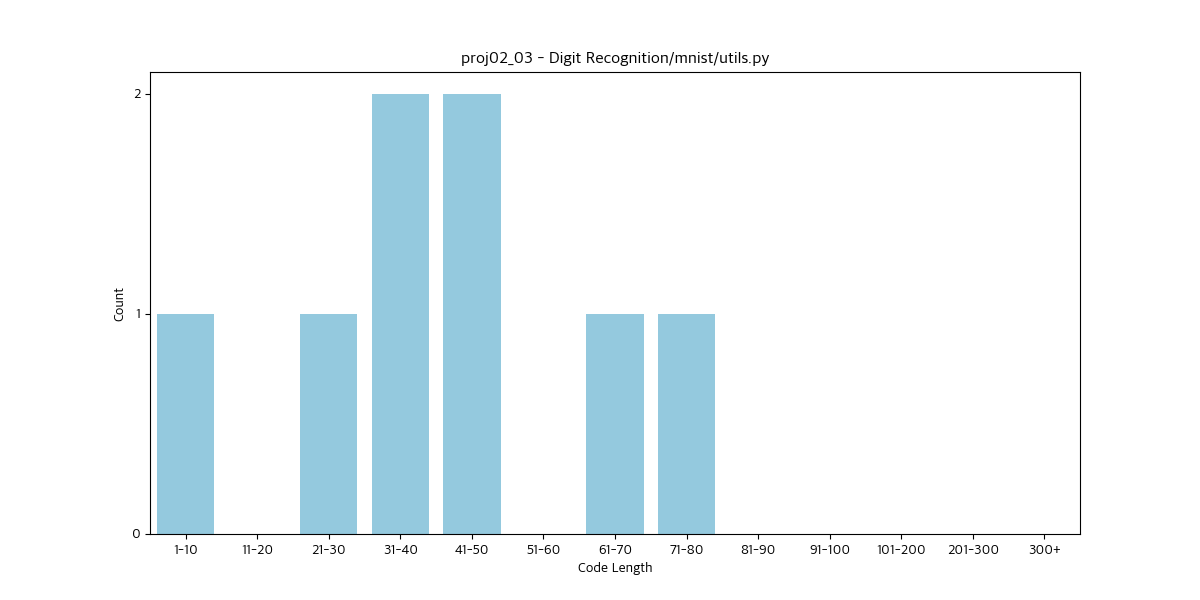 proj02_03 - Digit Recognition/mnist/utils.py
Count
2
1
0
1-10 11-20 21-30 31-40 41-50 51-60 61-70 71-80 81-90 91-100 101-200 201-300 300+
Code Length